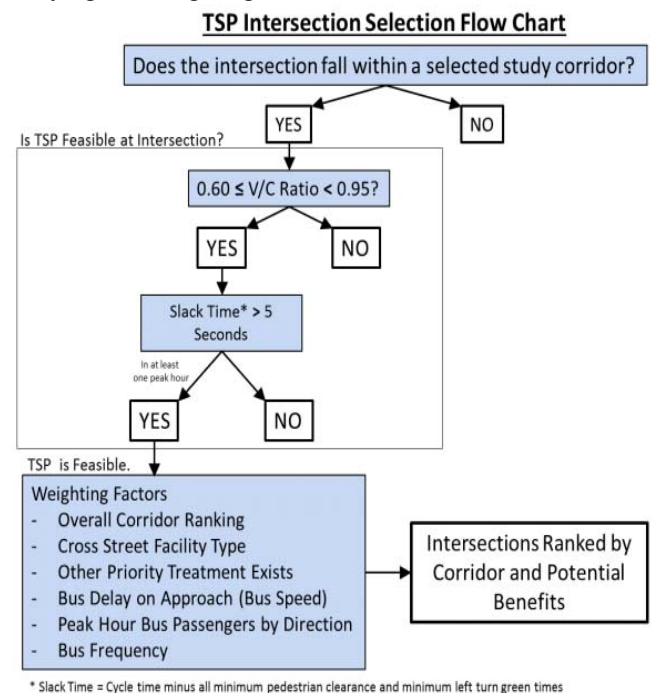 TSP Intersection Selection Flow Chart
Does the intersection fall within a selected study corridor?
YES
NO
Is TSP Feasible at Intersection?
0.60 ≤ V/C Ratio < 0.95?
YES
NO
Slack Time* > 5
Seconds
In at least
one peak hour
YES
NO
TSP is Feasible.
Weighting Factors
- Overall Corridor Ranking
- Cross Street Facility Type
- Other Priority Treatment Exists
- Bus Delay on Approach (Bus Speed)
- Peak Hour Bus Passengers by Direction
- Bus Frequency
Intersections Ranked by
Corridor and Potential
Benefits
* Slack Time = Cycle time minus all minimum pedestrian clearance and minimum left turn green times